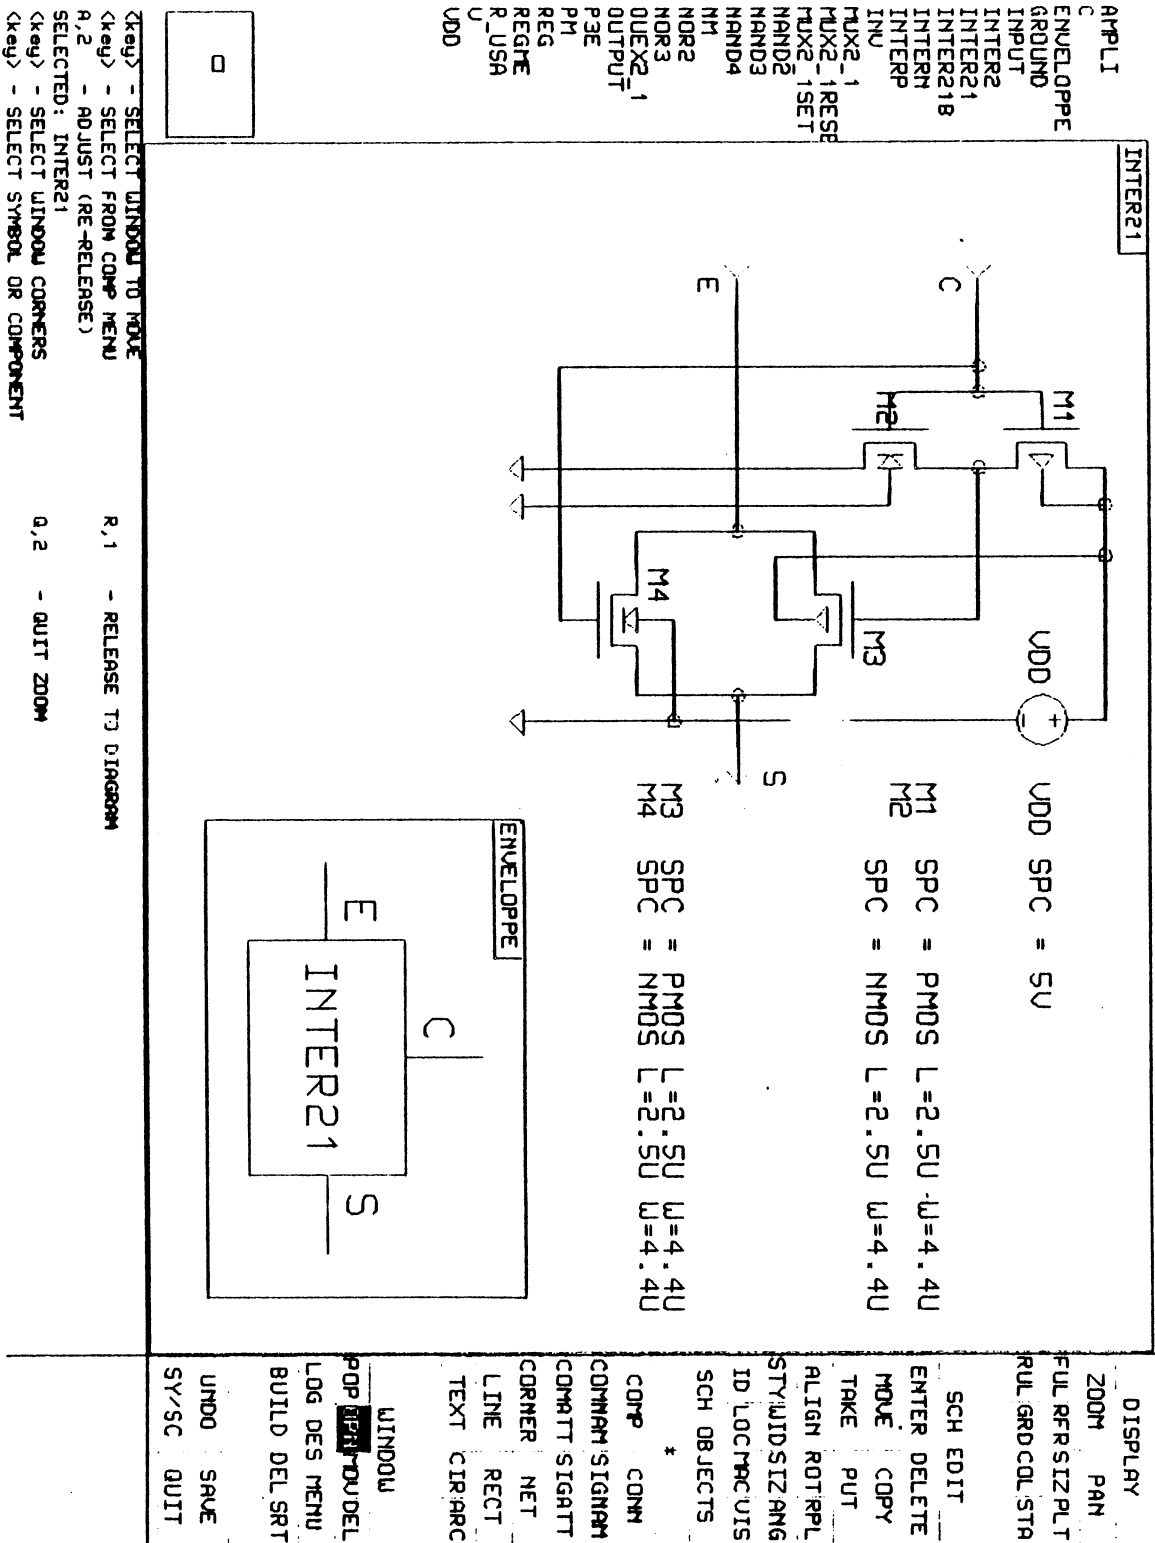 AMPLI
C
ENVELOPPE
GROUND
INPUT
INTER2
INTER21
INTER21B
INTERN
INTERP
INV
MUX2_1
MUX2_1RESE
MUX2_1SET
NAND2
NAND3
NAND4
NM
NOR2
NOR3
OUEX2_1
OUTPUT
P3E
PM
REG
REGME
R_USA
V
VDD
INTER21
C
E
M1
M2
M3
M4
VDD
+
-
S
VDD SPC = 5V
M1 SPC = PMOS L=2.5U W=4.4U
M2 SPC = NMOS L=2.5U W=4.4U
M3 SPC = PMOS L=2.5U W=4.4U
M4 SPC = NMOS L=2.5U W=4.4U
ENVELOPPE
E
C
S
INTER21
DISPLAY
ZOOM PAN
FUL RFR SIZ PLT
RUL GRD COL STA
SCH EDIT
ENTER DELETE
MOVE COPY
TAKE PUT
ALIGN ROT RPL
STY WID SIZ ANG
ID LOC MAC VIS
SCH OBJECTS
*
COMP CONN
COMNAM SIGNAM
COMATT SIGATT
CORNER NET
LINE RECT
TEXT CIR ARC
WINDOW
POP OPN MOV DEL
LOG DES MENU
BUILD DEL SRT
UNDO SAVE
SY/SC QUIT
<key> - SELECT WINDOW TO MOVE
<key> - SELECT FROM COMP MENU R,1 - RELEASE TO DIAGRAM
A,2 - ADJUST (RE-RELEASE)
SELECTED: INTER21
<key> - SELECT WINDOW CORNERS Q,2 - QUIT ZOOM
<key> - SELECT SYMBOL OR COMPONENT